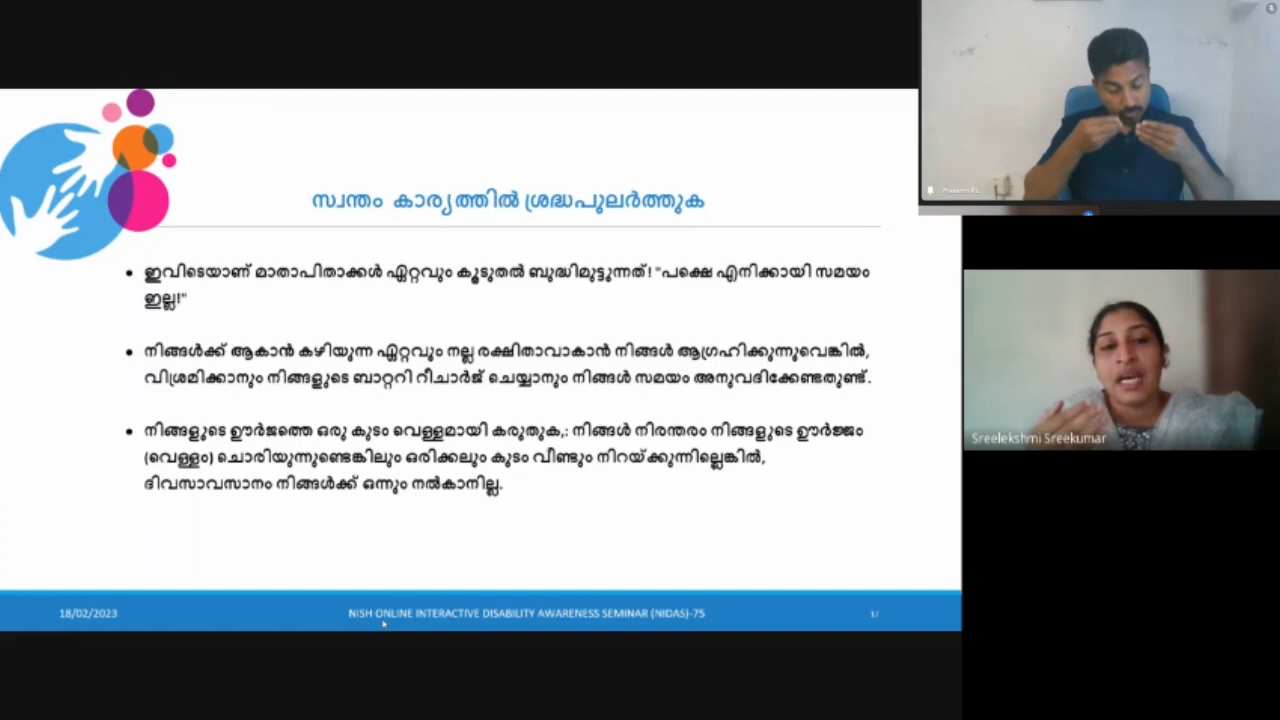 സ്വന്തം കാര്യത്തിൽ ശ്രദ്ധപുലർത്തുക
• ഇവിടെയാണ് മാതാപിതാക്കൾ ഏറ്റവും കൂടുതൽ ബുദ്ധിമുട്ടുന്നത്! "പക്ഷെ എനിക്കായി സമയം
ഇല്ല!"
• നിങ്ങൾക്ക് ആകാൻ കഴിയുന്ന ഏറ്റവും നല്ല രക്ഷിതാവാകാൻ നിങ്ങൾ ആഗ്രഹിക്കുന്നുവെങ്കിൽ,
വിശ്രമിക്കാനും നിങ്ങളുടെ ബാറ്ററി റീചാർജ് ചെയ്യാനും നിങ്ങൾ സമയം അനുവദിക്കേണ്ടതുണ്ട്.
• നിങ്ങളുടെ ഊർജത്തെ ഒരു കുടം വെള്ളമായി കരുതുക,: നിങ്ങൾ നിരന്തരം നിങ്ങളുടെ ഊർജ്ജം
(വെള്ളം) ചൊരിയുന്നുണ്ടെങ്കിലും ഒരിക്കലും കുടം വീണ്ടും നിറയ്ക്കുന്നില്ലെങ്കിൽ,
ദിവസാവസാനം നിങ്ങൾക്ക് ഒന്നും നൽകാനില്ല.
18/02/2023
NISH ONLINE INTERACTIVE DISABILITY AWARENESS SEMINAR (NIDAS)-75
17
Sreelekshmi Sreekumar